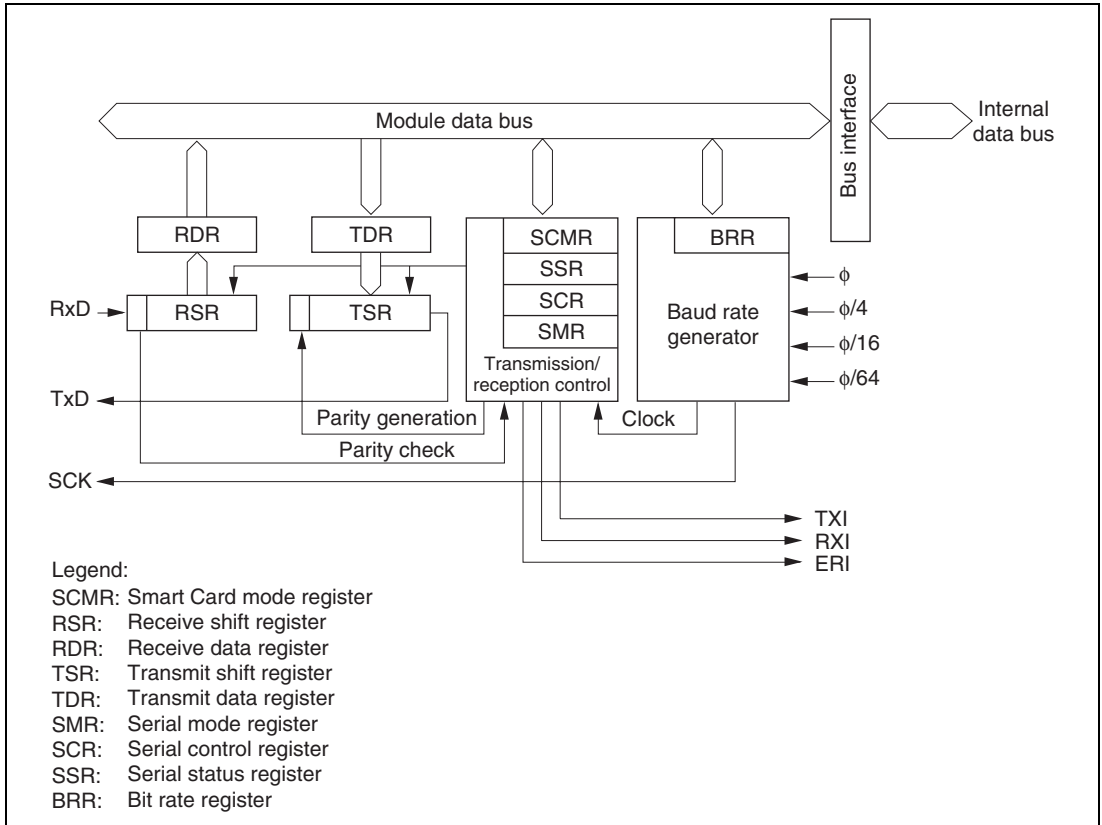 Module data bus
Bus interface
Internal
data bus
RDR
TDR
SCMR
SSR
SCR
SMR
Transmission/
reception control
BRR
Baud rate
generator
RxD
RSR
TSR
ϕ
ϕ/4
ϕ/16
ϕ/64
TxD
Parity generation
Parity check
Clock
SCK
TXI
RXI
ERI
Legend:
SCMR: Smart Card mode register
RSR: Receive shift register
RDR: Receive data register
TSR: Transmit shift register
TDR: Transmit data register
SMR: Serial mode register
SCR: Serial control register
SSR: Serial status register
BRR: Bit rate register